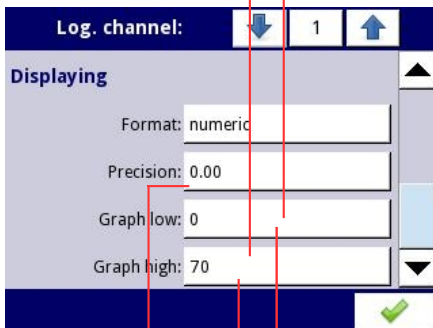 Log. channel: 1
Displaying
Format: numeric
Precision: 0.00
Graph low: 0
Graph high: 70